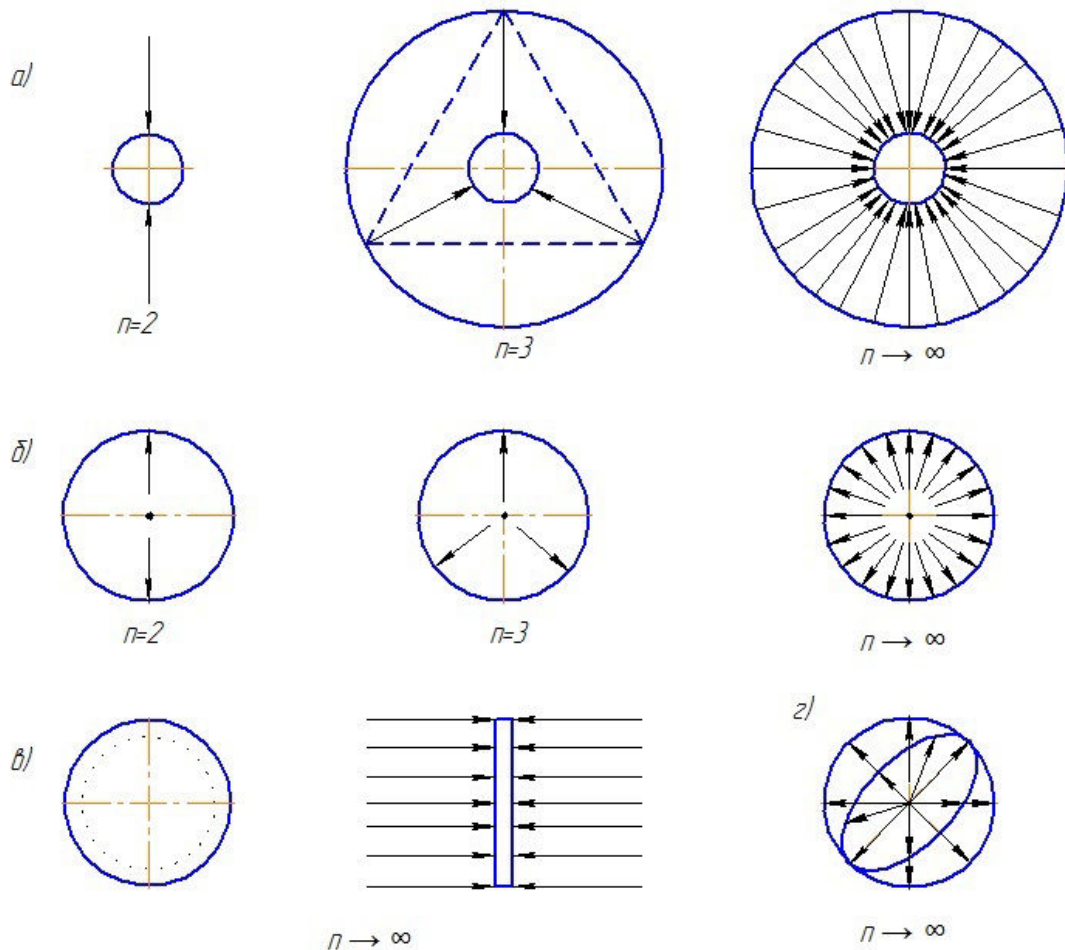 а)
n=2
n=3
n → ∞
б)
n=2
n=3
n → ∞
в)
n → ∞
г)
n → ∞